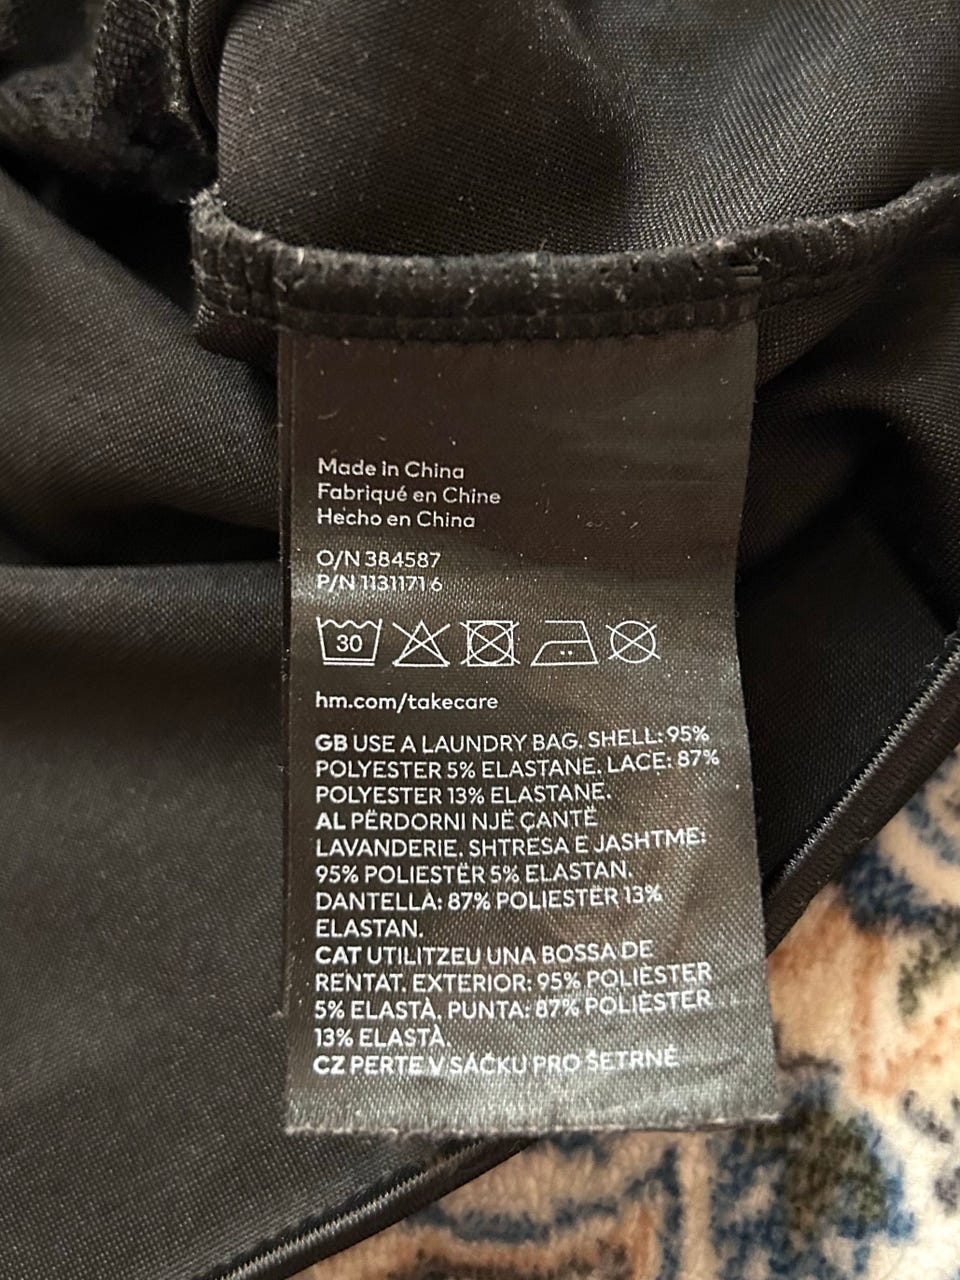 Made in China
Fabriqué en Chine
Hecho en China
O/N 384587
P/N 1131171 6
30
hm.com/takecare
GB USE A LAUNDRY BAG. SHELL: 95%
POLYESTER 5% ELASTANE. LACE: 87%
POLYESTER 13% ELASTANE.
AL PËRDORNI NJË ÇANTË
LAVANDERIE. SHTRESA E JASHTME:
95% POLIESTËR 5% ELASTAN.
DANTELLA: 87% POLIESTËR 13%
ELASTAN.
CAT UTILITZEU UNA BOSSA DE
RENTAT. EXTERIOR: 95% POLIÈSTER
5% ELASTÀ. PUNTA: 87% POLIÈSTER
13% ELASTÀ.
CZ PERTE V SÁČKU PRO ŠETRNÉ